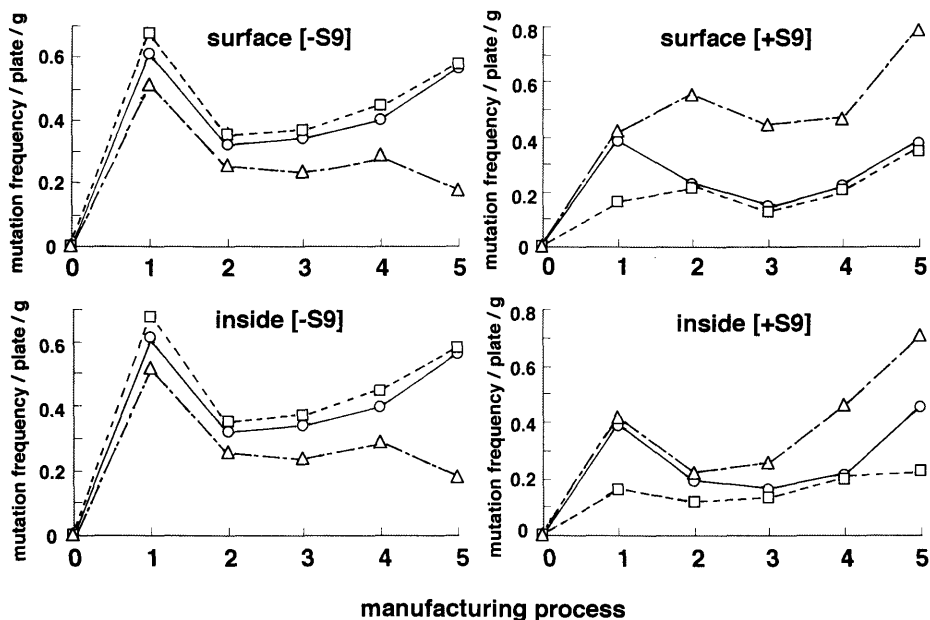 surface [-S9]
mutation frequency / plate / g
0.6
0.4
0.2
0
0 1 2 3 4 5
surface [+S9]
mutation frequency / plate / g
0.8
0.6
0.4
0.2
0
0 1 2 3 4 5
inside [-S9]
mutation frequency / plate / g
0.6
0.4
0.2
0
0 1 2 3 4 5
inside [+S9]
mutation frequency / plate / g
0.8
0.6
0.4
0.2
0
0 1 2 3 4 5
manufacturing process